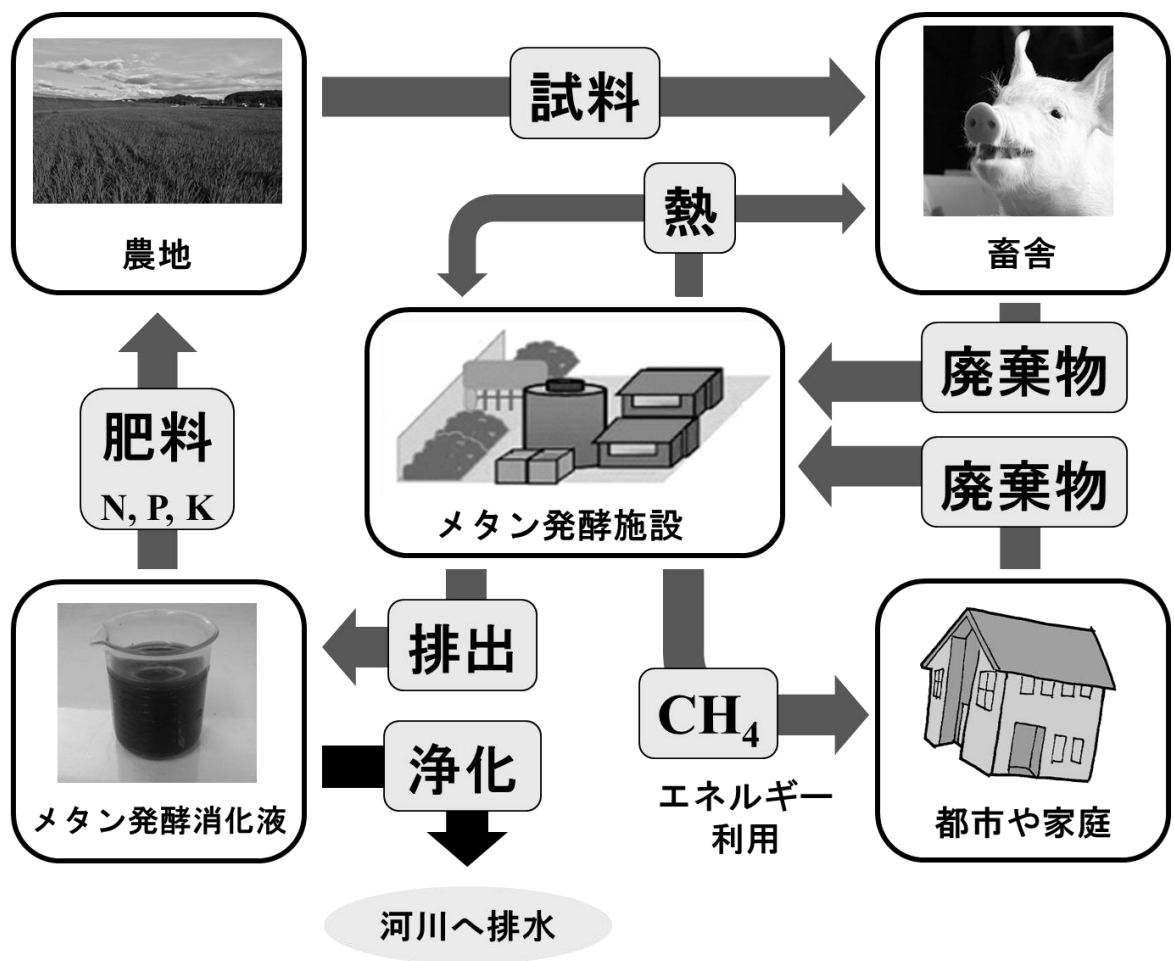 試料
熱
農地
畜舎
廃棄物
肥料
N, P, K
廃棄物
メタン発酵施設
排出
CH₄
浄化
エネルギー
利用
メタン発酵消化液
都市や家庭
河川へ排水